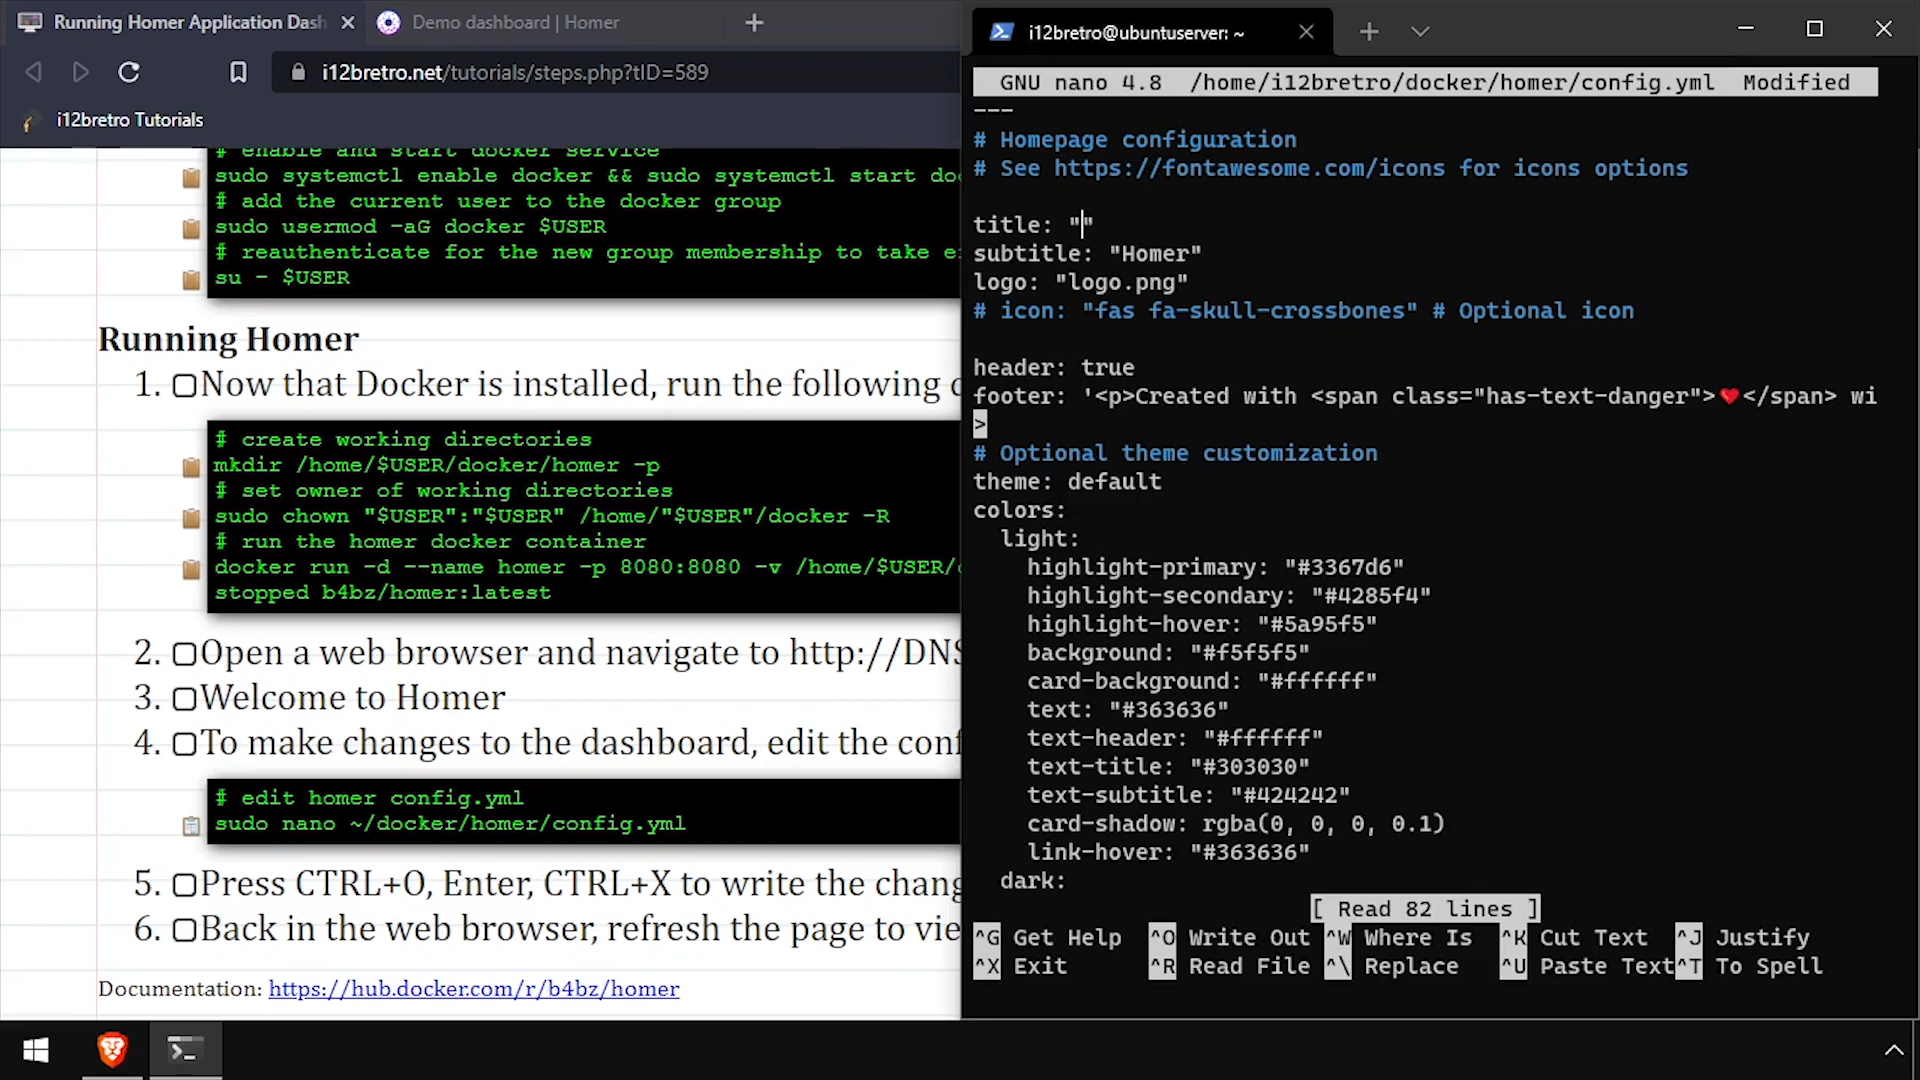 Running Homer Application Dash
Demo dashboard | Homer
i12bretro.net/tutorials/steps.php?tID=589
i12bretro Tutorials
# enable and start docker service
sudo systemctl enable docker && sudo systemctl start do
# add the current user to the docker group
sudo usermod -aG docker $USER
# reauthenticate for the new group membership to take e
su - $USER
Running Homer
1. Now that Docker is installed, run the following
# create working directories
mkdir /home/$USER/docker/homer -p
# set owner of working directories
sudo chown "$USER":"$USER" /home/"$USER"/docker -R
# run the homer docker container
docker run -d --name homer -p 8080:8080 -v /home/$USER/
stopped b4bz/homer:latest
2. Open a web browser and navigate to http://DNS
3. Welcome to Homer
4. To make changes to the dashboard, edit the conf
# edit homer config.yml
sudo nano ~/docker/homer/config.yml
5. Press CTRL+O, Enter, CTRL+X to write the chang
6. Back in the web browser, refresh the page to vie
Documentation: https://hub.docker.com/r/b4bz/homer
i12bretro@ubuntuserver: ~
GNU nano 4.8 /home/i12bretro/docker/homer/config.yml Modified
---
# Homepage configuration
# See https://fontawesome.com/icons for icons options
title: ""
subtitle: "Homer"
logo: "logo.png"
# icon: "fas fa-skull-crossbones" # Optional icon
header: true
footer: '<p>Created with <span class="has-text-danger">❤️</span> wi
>
# Optional theme customization
theme: default
colors:
light:
highlight-primary: "#3367d6"
highlight-secondary: "#4285f4"
highlight-hover: "#5a95f5"
background: "#f5f5f5"
card-background: "#ffffff"
text: "#363636"
text-header: "#ffffff"
text-title: "#303030"
text-subtitle: "#424242"
card-shadow: rgba(0, 0, 0, 0.1)
link-hover: "#363636"
dark:
[ Read 82 lines ]
^G Get Help ^O Write Out ^W Where Is ^K Cut Text ^J Justify
^X Exit ^R Read File ^\ Replace ^U Paste Text ^T To Spell